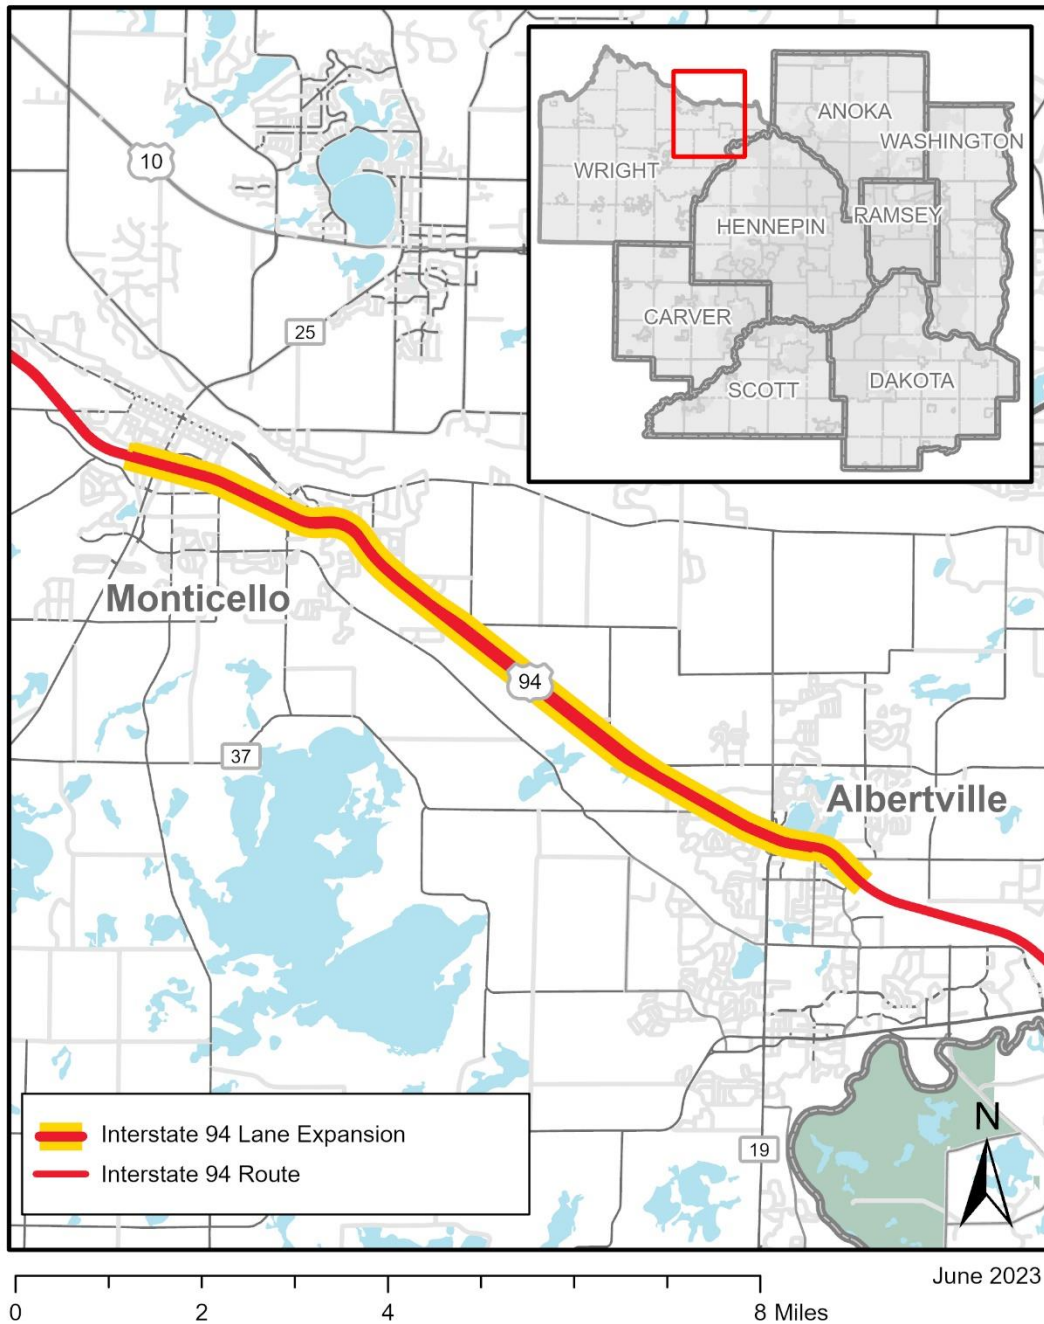 ANOKA
WASHINGTON
WRIGHT
RAMSEY
HENNEPIN
CARVER
SCOTT
DAKOTA
10
25
Monticello
94
37
Albertville
19
N
Interstate 94 Lane Expansion
Interstate 94 Route
June 2023
0 2 4 8 Miles